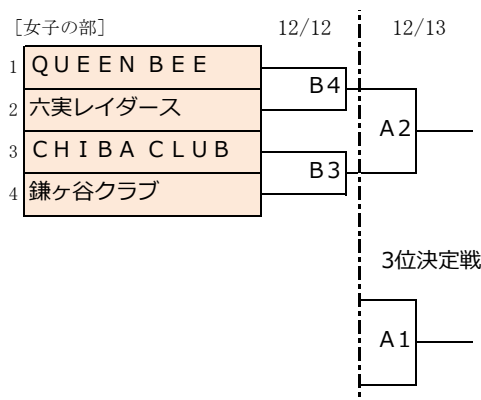 ［女子の部］ 12/12 12/13
1 ＱＵＥＥＮ ＢＥＥ
B4
2 六実レイダース
A2
3 ＣＨＩＢＡ ＣＬＵＢ
B3
4 鎌ヶ谷クラブ
3位決定戦
A1